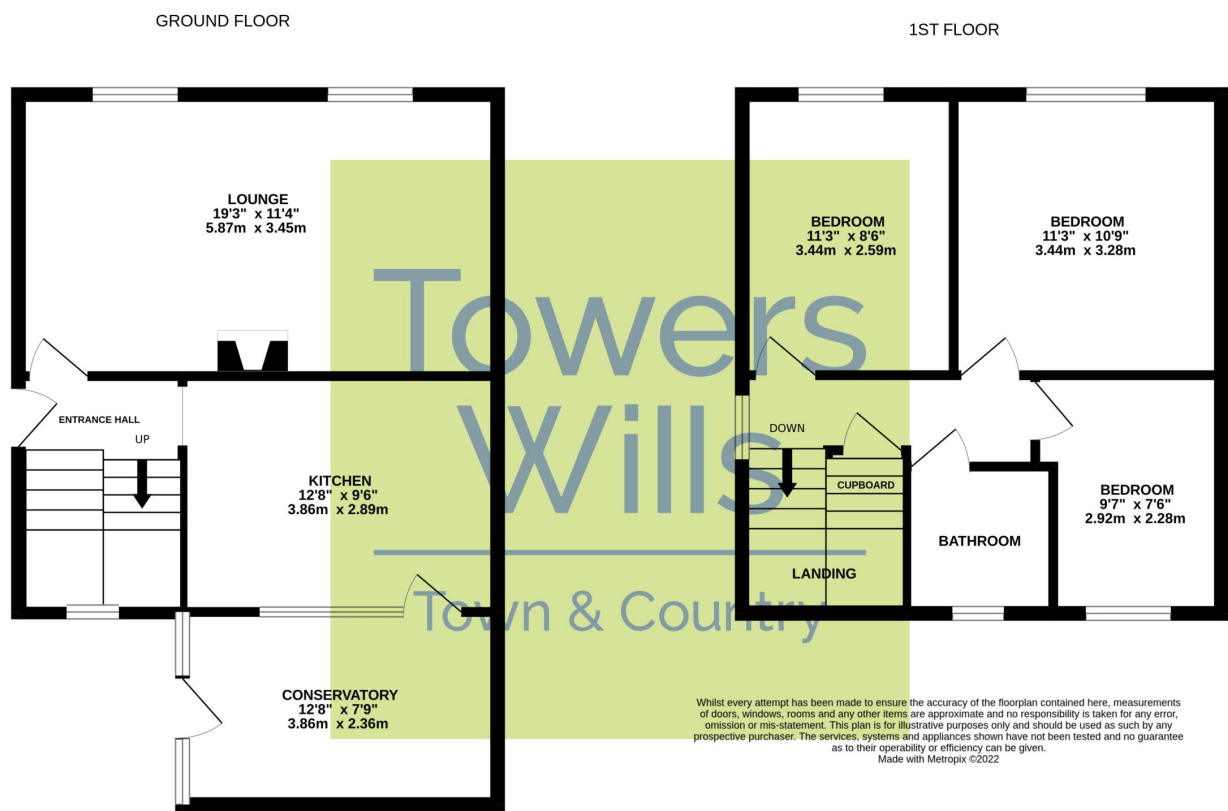 GROUND FLOOR
1ST FLOOR
LOUNGE
19'3" x 11'4"
5.87m x 3.45m
BEDROOM
11'3" x 8'6"
3.44m x 2.59m
BEDROOM
11'3" x 10'9"
3.44m x 3.28m
Towers
Wills
Town & Country
ENTRANCE HALL
UP
KITCHEN
12'8" x 9'6"
3.86m x 2.89m
DOWN
CUPBOARD
LANDING
BATHROOM
BEDROOM
9'7" x 7'6"
2.92m x 2.28m
CONSERVATORY
12'8" x 7'9"
3.86m x 2.36m
Whilst every attempt has been made to ensure the accuracy of the floorplan contained here, measurements
of doors, windows, rooms and any other items are approximate and no responsibility is taken for any error,
omission or mis-statement. This plan is for illustrative purposes only and should be used as such by any
prospective purchaser. The services, systems and appliances shown have not been tested and no guarantee
as to their operability or efficiency can be given.
Made with Metropix ©2022